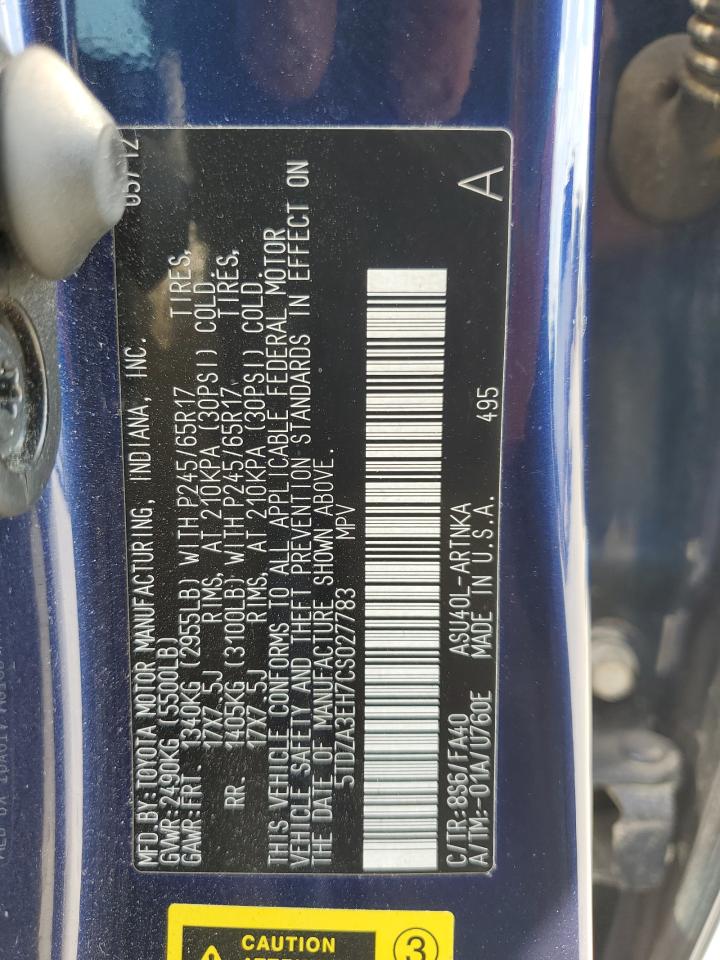 MFD. BY: TOYOTA MOTOR MANUFACTURING, INDIANA, INC.
GVWR: 2490KG (5500LB)
GAWR: FRT. 1340KG (2955LB) WITH P245/65R17 TIRES,
17X7.5J RIMS, AT 210KPA (30PSI) COLD.
RR. 1405KG (3100LB) WITH P245/65R17 TIRES,
17X7.5J RIMS, AT 210KPA (30PSI) COLD.
THIS VEHICLE CONFORMS TO ALL APPLICABLE FEDERAL MOTOR
VEHICLE SAFETY AND THEFT PREVENTION STANDARDS IN EFFECT ON
THE DATE OF MANUFACTURE SHOWN ABOVE.
5TDZA3EH7CS027783 MPV
C/TR: 8S6/FA40 ASU40L-ARTNKA 495 A
A/TM: -01A/U760E MADE IN U.S.A.
CAUTION
3